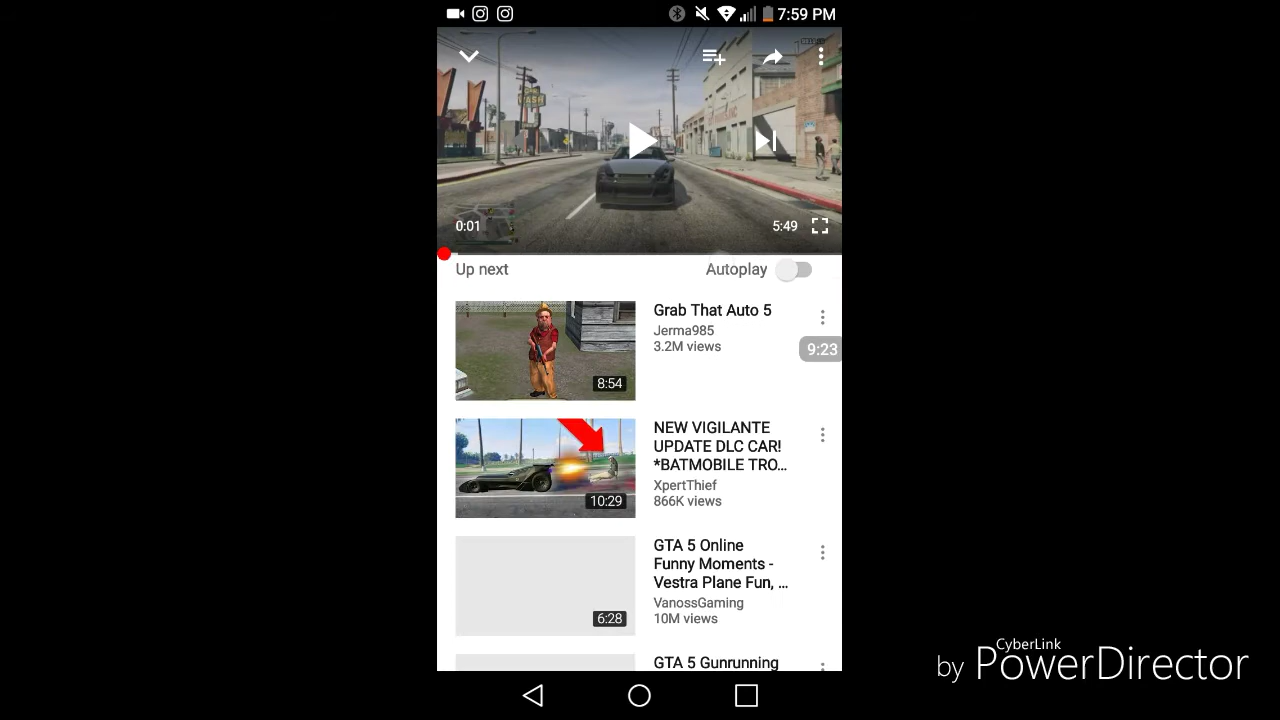 7:59 PM
WASH
0:01
5:49
Up next
Autoplay
Grab That Auto 5
Jerma985
3.2M views
8:54
9:23
NEW VIGILANTE
UPDATE DLC CAR!
*BATMOBILE TRO...
XpertThief
866K views
10:29
GTA 5 Online
Funny Moments -
Vestra Plane Fun, ...
VanossGaming
10M views
6:28
GTA 5 Gunrunning
CyberLink
by PowerDirector